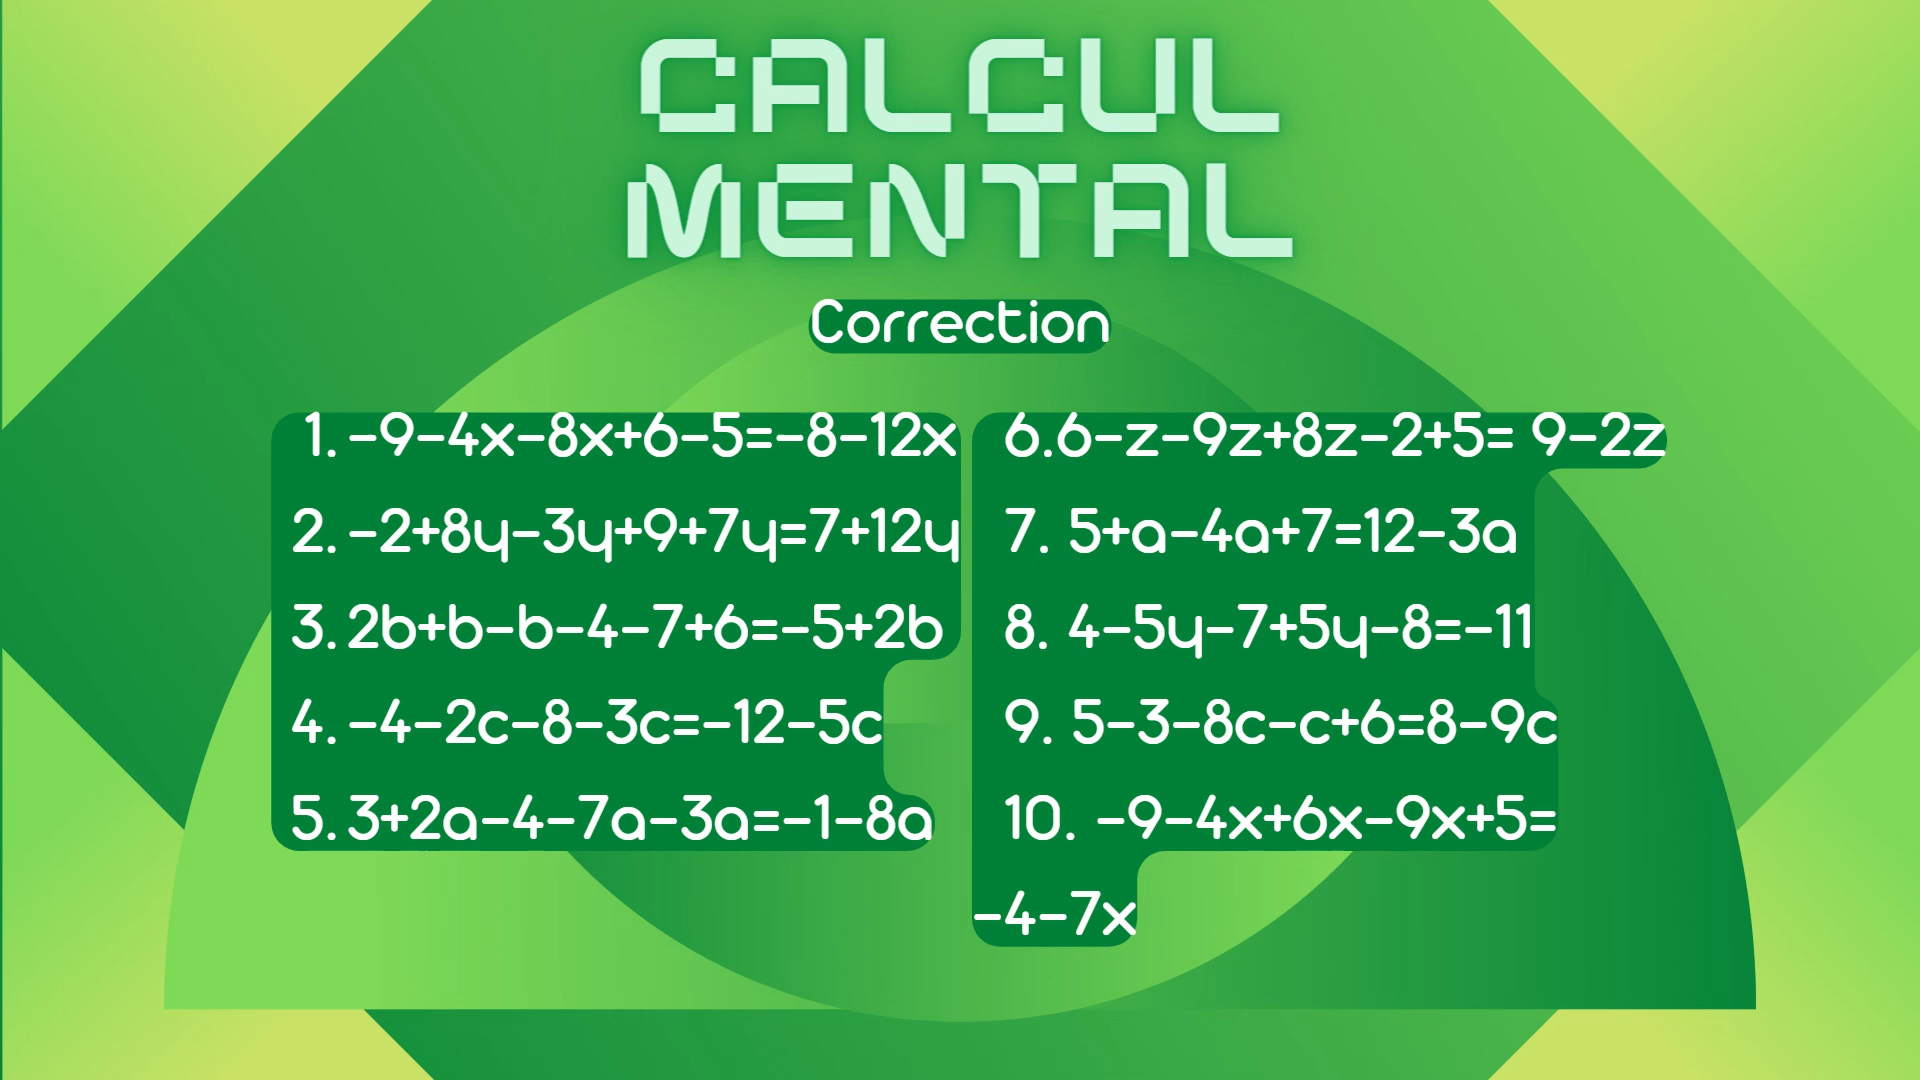 CALCUL
MENTAL
Correction
1. -9-4x-8x+6-5=-8-12x
2. -2+8y-3y+9+7y=7+12y
3. 2b+b-b-4-7+6=-5+2b
4. -4-2c-8-3c=-12-5c
5. 3+2a-4-7a-3a=-1-8a
6.6-z-9z+8z-2+5= 9-2z
7. 5+a-4a+7=12-3a
8. 4-5y-7+5y-8=-11
9. 5-3-8c-c+6=8-9c
10. -9-4x+6x-9x+5=
-4-7x